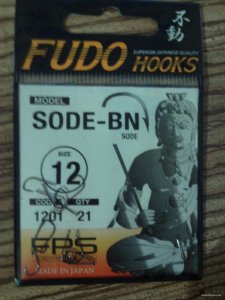 不動
FUDO HOOKS
SUPERIOR JAPANESE QUALITY
MODEL
SODE-BN
SODE
SIZE
12
CODE QTY
1201 21
MADE IN JAPAN